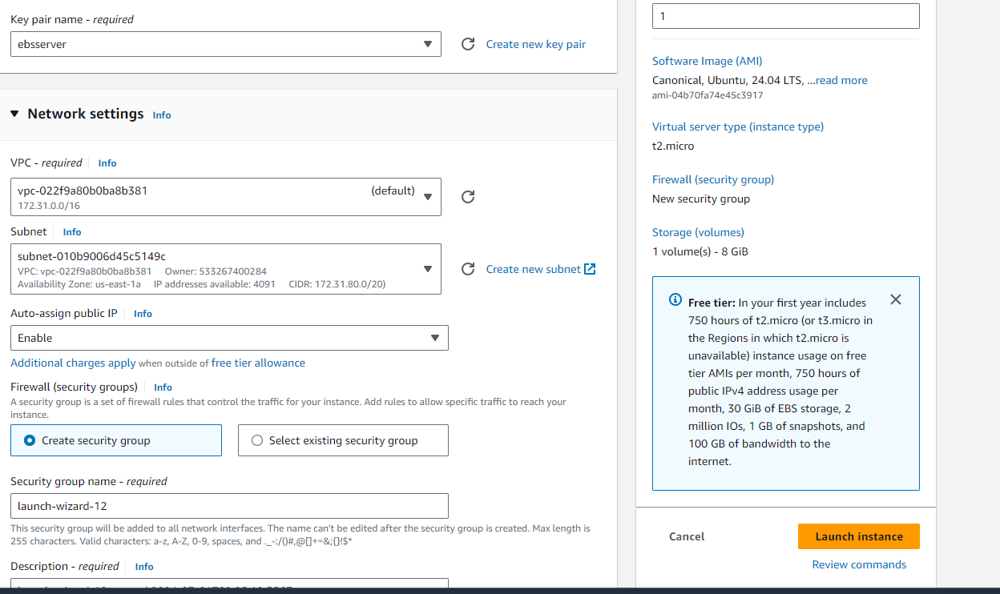 Key pair name - required
ebsserver
Create new key pair
Network settings Info
VPC - required Info
vpc-022f9a80b0ba8b381 (default)
172.31.0.0/16
Subnet Info
subnet-010b9006d45c5149c
VPC: vpc-022f9a80b0ba8b381 Owner: 533267400284
Availability Zone: us-east-1a IP addresses available: 4091 CIDR: 172.31.80.0/20)
Create new subnet
Auto-assign public IP Info
Enable
Additional charges apply when outside of free tier allowance
Firewall (security groups) Info
A security group is a set of firewall rules that control the traffic for your instance. Add rules to allow specific traffic to reach your
instance.
Create security group
Select existing security group
Security group name - required
launch-wizard-12
This security group will be added to all network interfaces. The name can't be edited after the security group is created. Max length is
255 characters. Valid characters: a-z, A-Z, 0-9, spaces, and ._-:/()#,@[]+=&;{}!$*
Description - required Info
1
Software Image (AMI)
Canonical, Ubuntu, 24.04 LTS, ...read more
ami-04b70fa74e45c3917
Virtual server type (instance type)
t2.micro
Firewall (security group)
New security group
Storage (volumes)
1 volume(s) - 8 GiB
Free tier: In your first year includes
750 hours of t2.micro (or t3.micro in
the Regions in which t2.micro is
unavailable) instance usage on free
tier AMIs per month, 750 hours of
public IPv4 address usage per
month, 30 GiB of EBS storage, 2
million IOs, 1 GB of snapshots, and
100 GB of bandwidth to the
internet.
Cancel
Launch instance
Review commands